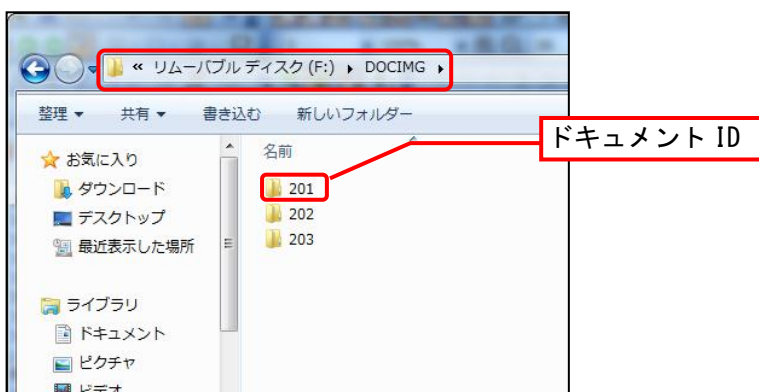 « リムーバブル ディスク (F:) ▸ DOCIMG ▸
整理 ▼ 共有 ▼ 書き込む 新しいフォルダー
ドキュメント ID
お気に入り
ダウンロード
デスクトップ
最近表示した場所
ライブラリ
ドキュメント
ピクチャ
ビデオ
名前
201
202
203